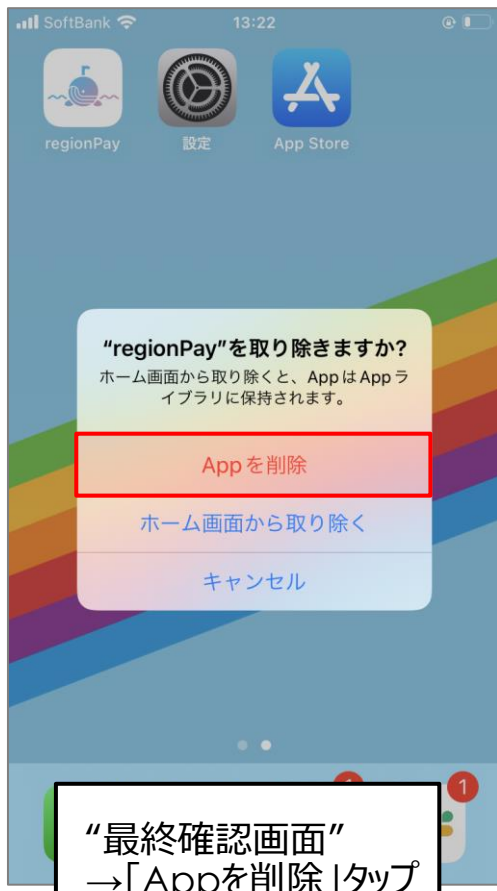 SoftBank 13:22
regionPay 設定 App Store
“regionPay”を取り除きますか?
ホーム画面から取り除くと、AppはAppラ
イブラリに保持されます。
Appを削除
ホーム画面から取り除く
キャンセル
1
“最終確認画面”
→「Appを削除」タップ